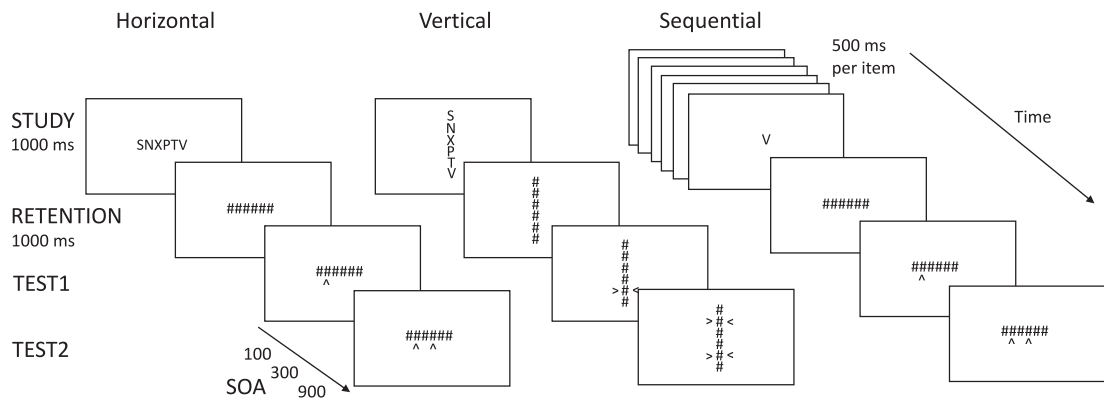 Horizontal
Vertical
Sequential
500 ms
per item
Time
STUDY
1000 ms
SNXPTV
S
N
X
P
T
V
V
RETENTION
1000 ms
######
#
#
#
#
#
#
######
TEST1
######
^
#
#
#
#
>#<
#
######
^
TEST2
######
^ ^
#
>#<
#
#
>#<
#
######
^ ^
SOA
100
300
900